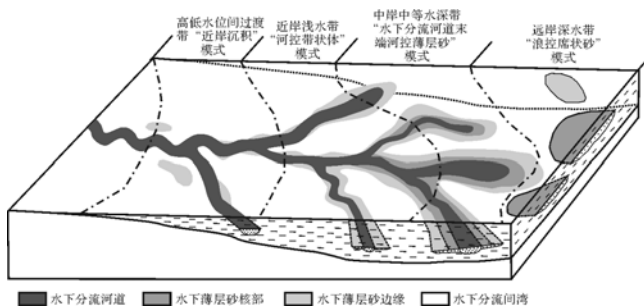 高低水位间过渡
带“近岸沉积”
模式
近岸浅水带
“河控带状体”
模式
中岸中等水深带
“水下分流河道末
端河控薄层砂”
模式
远岸深水带
“浪控席状砂”
模式
水下分流河道
水下薄层砂核部
水下薄层砂边缘
水下分流间湾